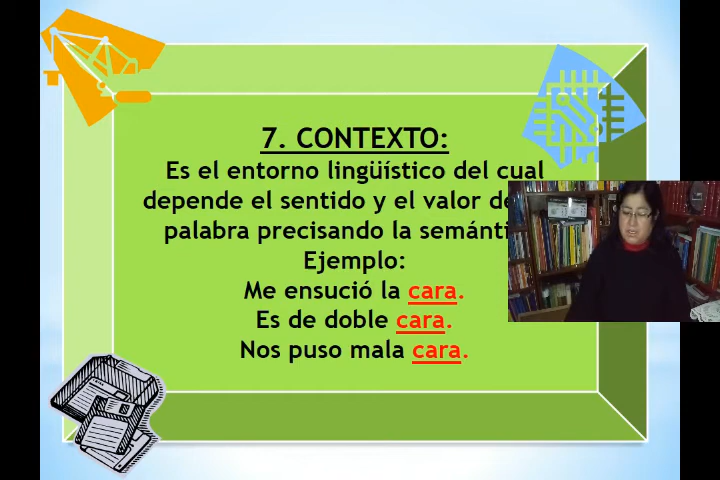 7. CONTEXTO:
Es el entorno lingüístico del cual
depende el sentido y el valor de
palabra precisando la
Ejemplo:
Me ensució la cara.
Es de doble cara.
Nos puso mala cara.